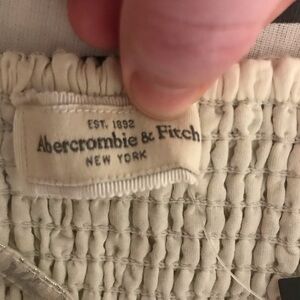 EST. 1892
Abercrombie & Fitch
NEW YORK